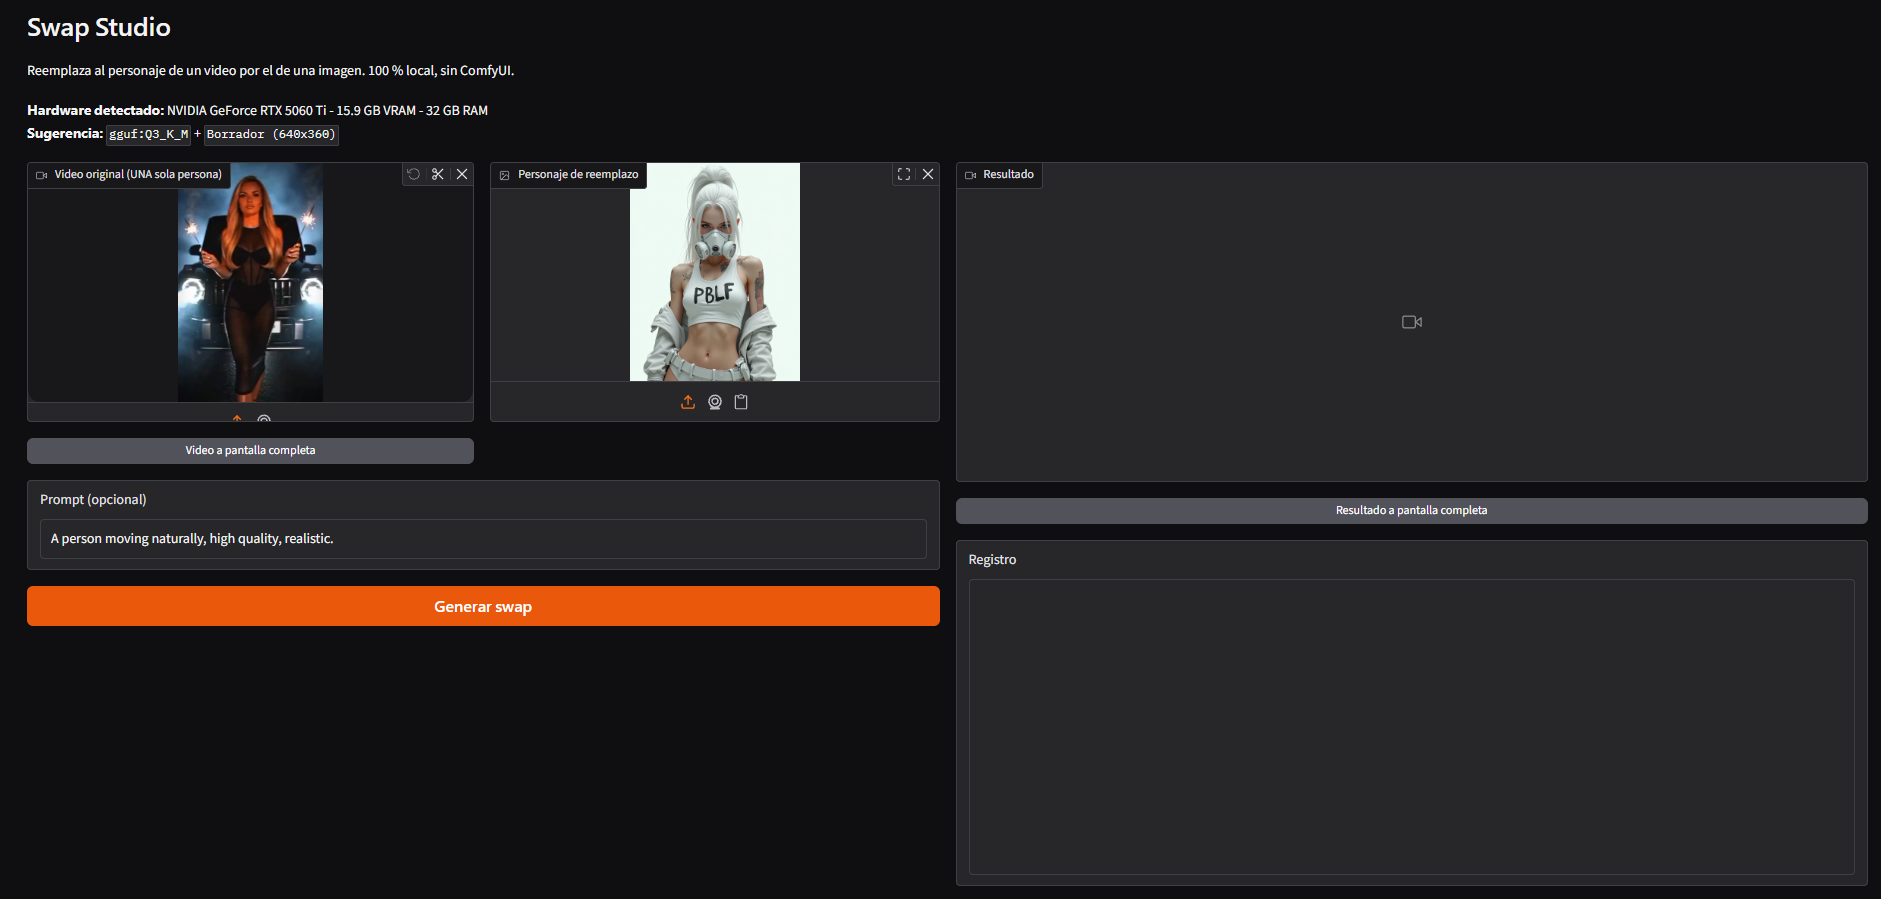 Swap Studio
Reemplaza al personaje de un video por el de una imagen. 100 % local, sin ComfyUI.
Hardware detectado: NVIDIA GeForce RTX 5060 Ti - 15.9 GB VRAM - 32 GB RAM
Sugerencia: gguf:Q3_K_M + Borrador (640x360)
Video original (UNA sola persona)
Personaje de reemplazo
PBLF
Video a pantalla completa
Prompt (opcional)
A person moving naturally, high quality, realistic.
Generar swap
Resultado
Resultado a pantalla completa
Registro